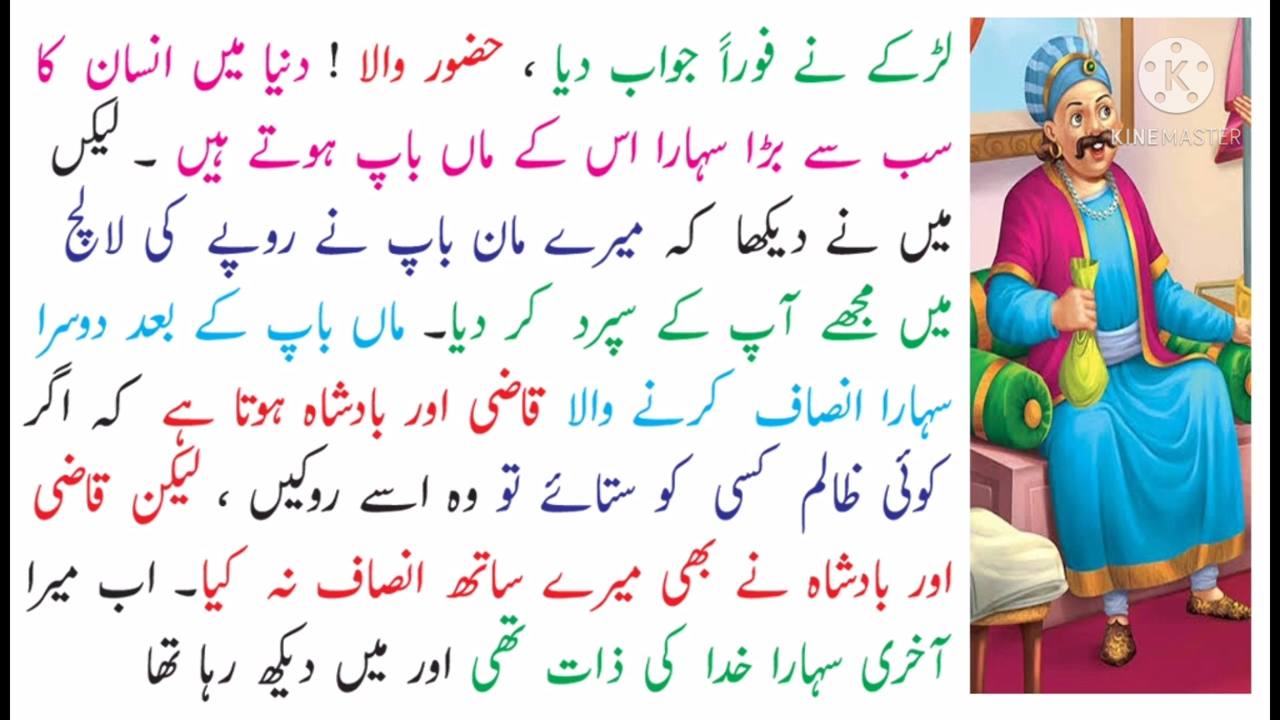 لڑکے نے فوراً جواب دیا ، حضور والا ! دنیا میں انسان کا
سب سے بڑا سہارا اس کے ماں باپ ہوتے ہیں ۔ لیکں
میں نے دیکھا کہ میرے مان باپ نے روپے کی لالچ
میں مجھے آپ کے سپرد کر دیا۔ ماں باپ کے بعد دوسرا
سہارا انصاف کرنے والا قاضی اور بادشاہ ہوتا ہے کہ اگر
کوئی ظالم کسی کو ستائے تو وہ اسے روکیں ، لیکن قاضی
اور بادشاہ نے بھی میرے ساتھ انصاف نہ کیا۔ اب میرا
آخری سہارا خدا کی ذات تھی اور میں دیکھ رہا تھا
K
KINEMASTER